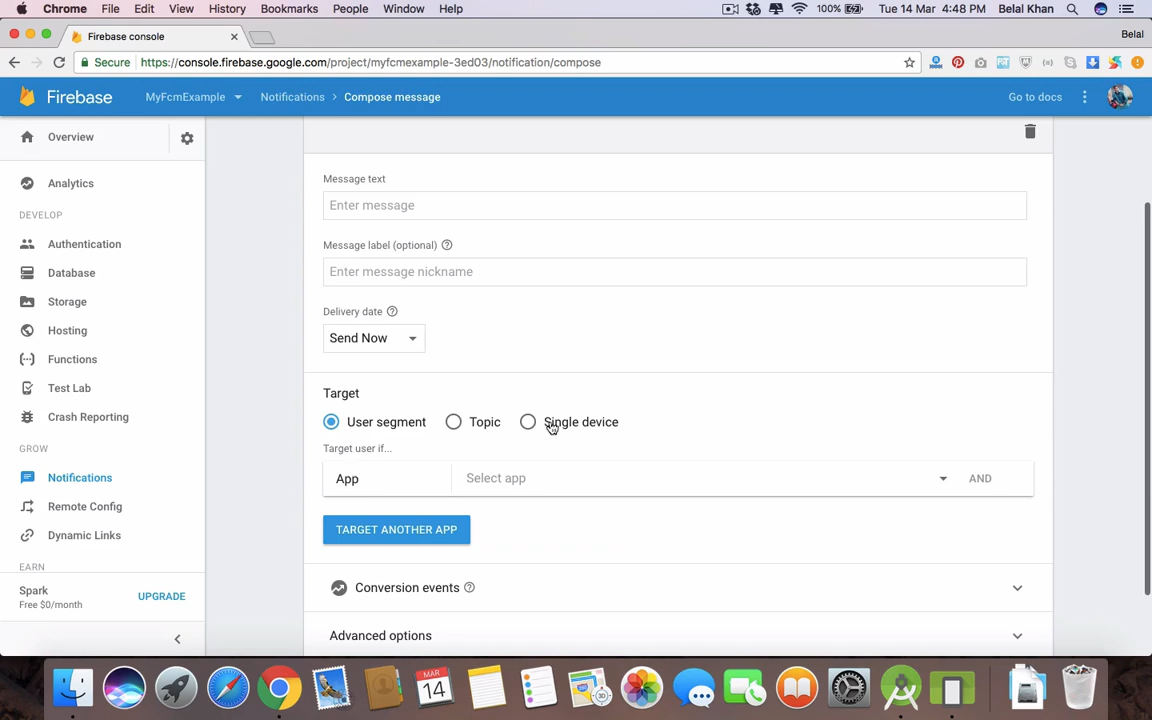 Chrome File Edit View History Bookmarks People Window Help 100% Tue 14 Mar 4:48 PM Belal Khan
Firebase console Belal
Secure https://console.firebase.google.com/project/myfcmexample-3ed03/notification/compose
Firebase MyFcmExample Notifications > Compose message Go to docs
Overview
Analytics
DEVELOP
Authentication
Database
Storage
Hosting
Functions
Test Lab
Crash Reporting
GROW
Notifications
Remote Config
Dynamic Links
EARN
Spark
Free $0/month
UPGRADE
Message text
Enter message
Message label (optional)
Enter message nickname
Delivery date
Send Now
Target
User segment Topic Single device
Target user if...
App Select app AND
TARGET ANOTHER APP
Conversion events
Advanced options
MAR
14